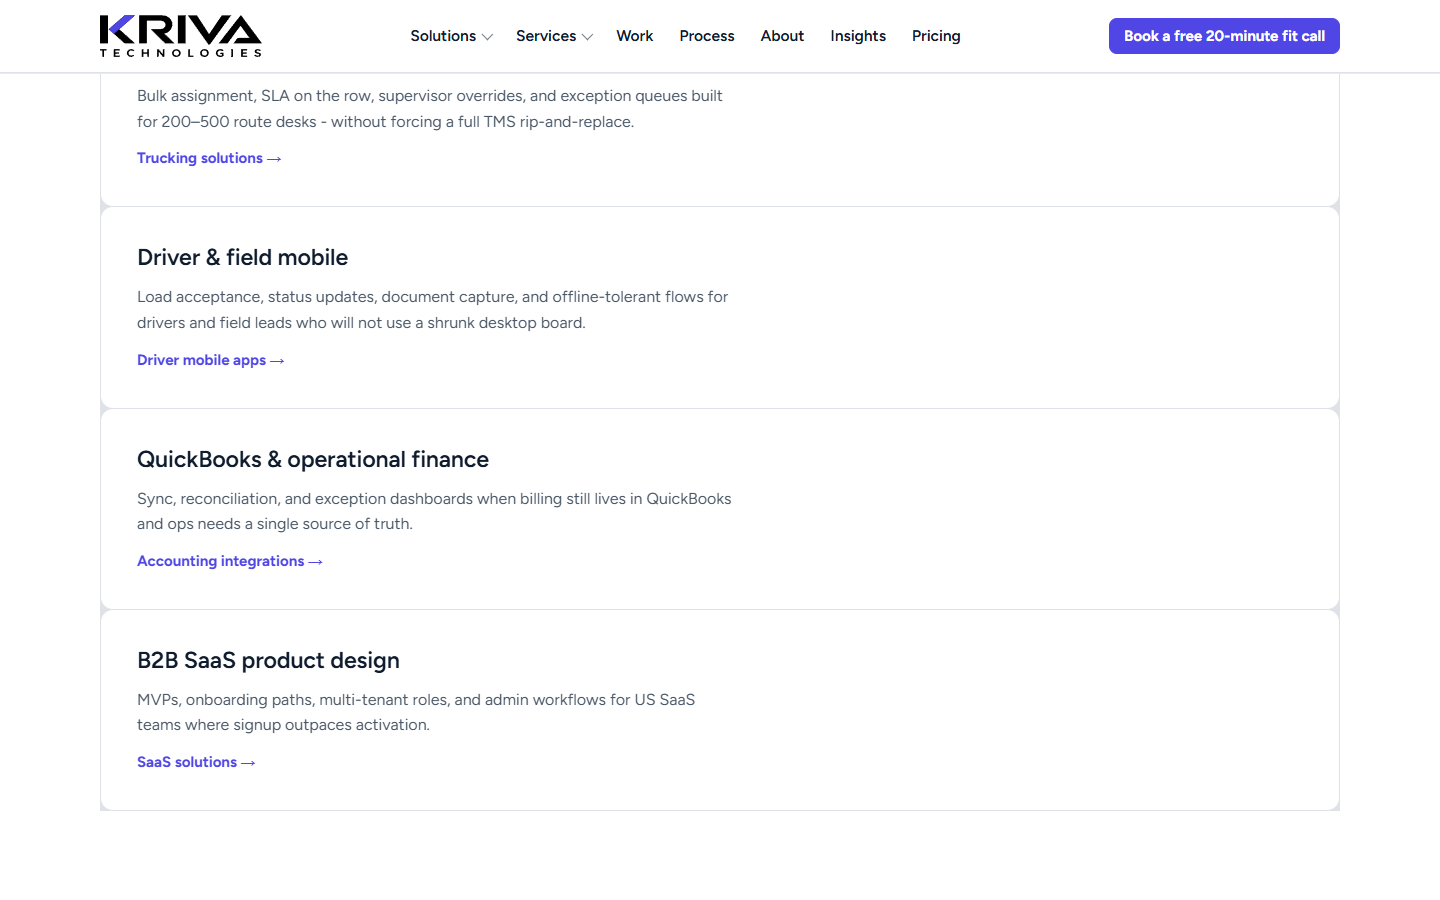 KRIVA
TECHNOLOGIES
Solutions
Services
Work
Process
About
Insights
Pricing
Book a free 20-minute fit call
Bulk assignment, SLA on the row, supervisor overrides, and exception queues built
for 200–500 route desks - without forcing a full TMS rip-and-replace.
Trucking solutions →
Driver & field mobile
Load acceptance, status updates, document capture, and offline-tolerant flows for
drivers and field leads who will not use a shrunk desktop board.
Driver mobile apps →
QuickBooks & operational finance
Sync, reconciliation, and exception dashboards when billing still lives in QuickBooks
and ops needs a single source of truth.
Accounting integrations →
B2B SaaS product design
MVPs, onboarding paths, multi-tenant roles, and admin workflows for US SaaS
teams where signup outpaces activation.
SaaS solutions →